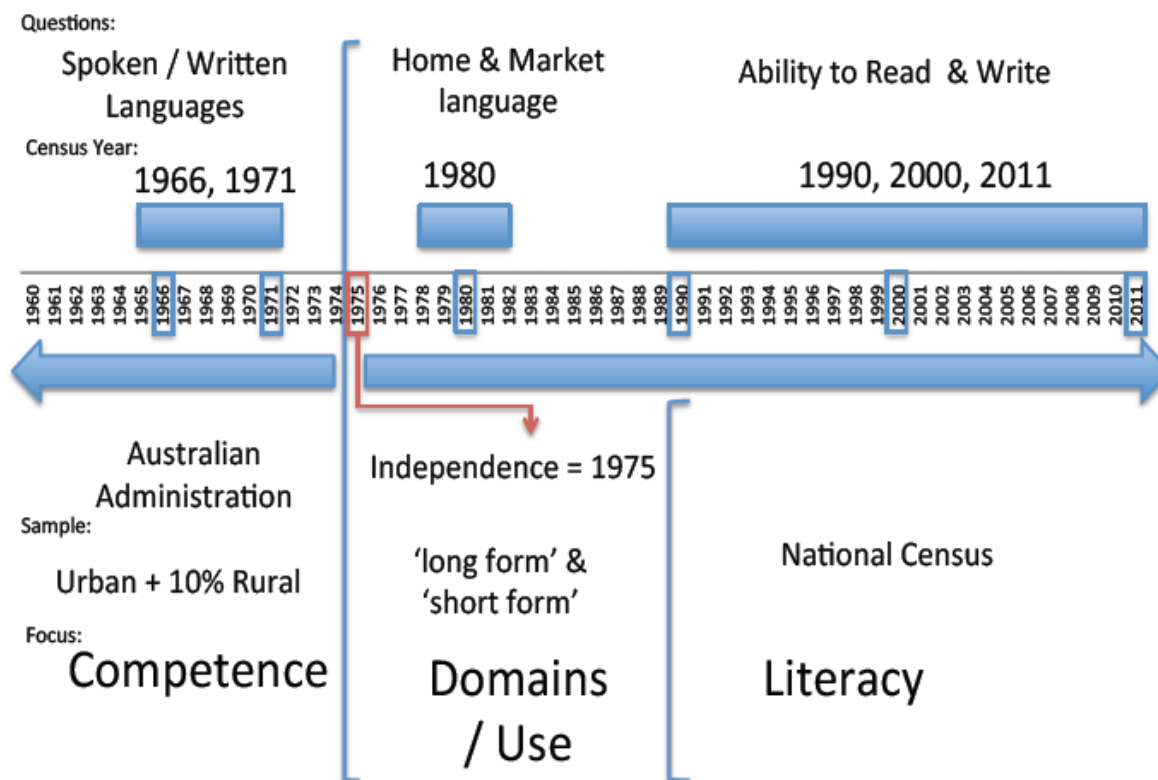 Questions:
Spoken / Written
Languages
Home & Market
language
Ability to Read & Write
Census Year:
1966, 1971
1980
1990, 2000, 2011
1960 1961 1962 1963 1964 1965 1966 1967 1968 1969 1970 1971 1972 1973 1974 1975 1976 1977 1978 1979 1980 1981 1982 1983 1984 1985 1986 1987 1988 1989 1990 1991 1992 1993 1994 1995 1996 1997 1998 1999 2000 2001 2002 2003 2004 2005 2006 2007 2008 2009 2010 2011
Australian
Administration
Independence = 1975
Sample:
Urban + 10% Rural
‘long form’ &
‘short form’
National Census
Focus:
Competence
Domains
/ Use
Literacy